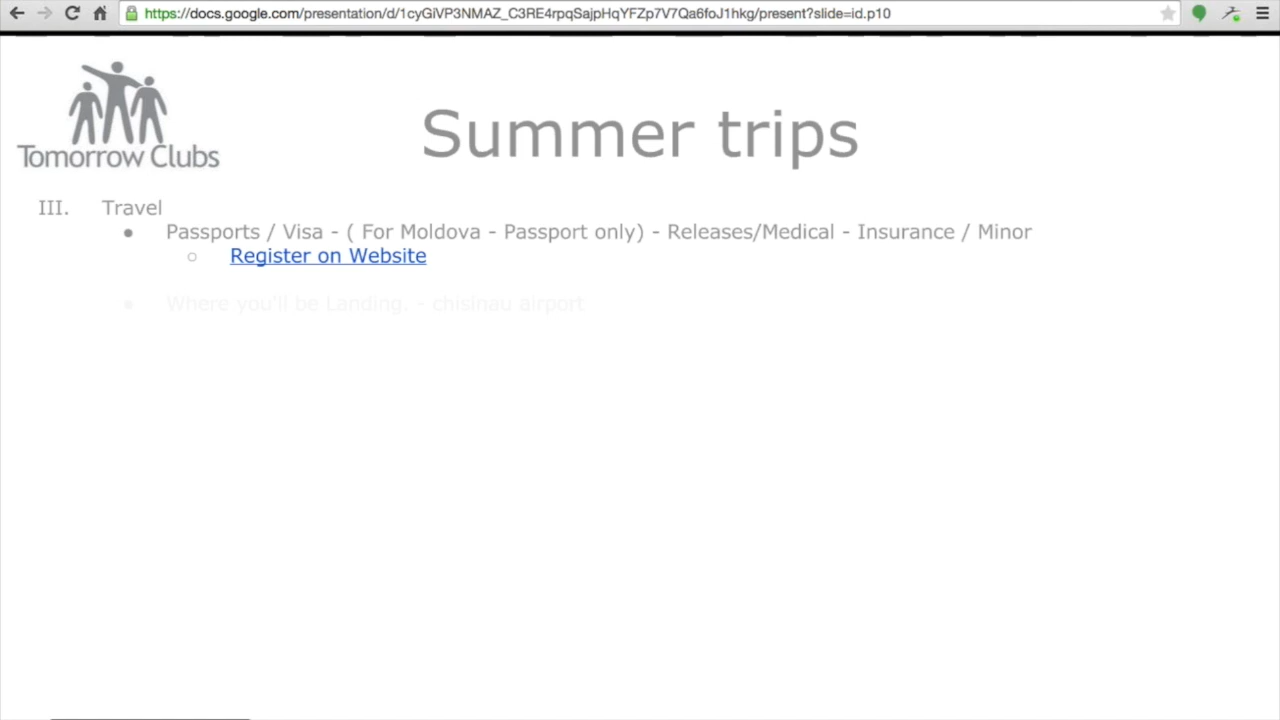 https://docs.google.com/presentation/d/1cyGiVP3NMAZ_C3RE4rpqSajpHqYFZp7V7Qa6foJ1hkg/present?slide=id.p10
Tomorrow Clubs
Summer trips
III. Travel
● Passports / Visa - ( For Moldova - Passport only) - Releases/Medical - Insurance / Minor
○ Register on Website
● Where you'll be Landing. - chisinau airport